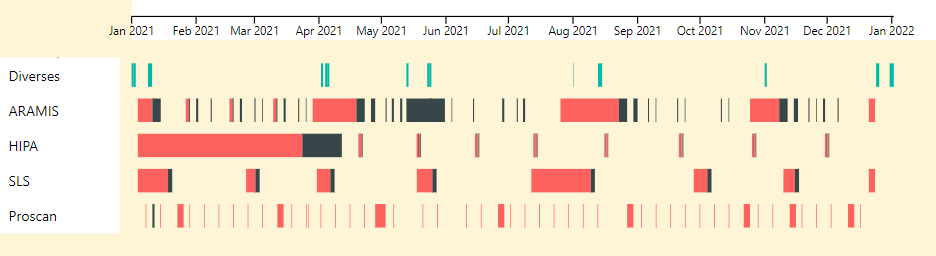 Jan 2021 Feb 2021 Mar 2021 Apr 2021 May 2021 Jun 2021 Jul 2021 Aug 2021 Sep 2021 Oct 2021 Nov 2021 Dec 2021 Jan 2022
Diverses
ARAMIS
HIPA
SLS
Proscan